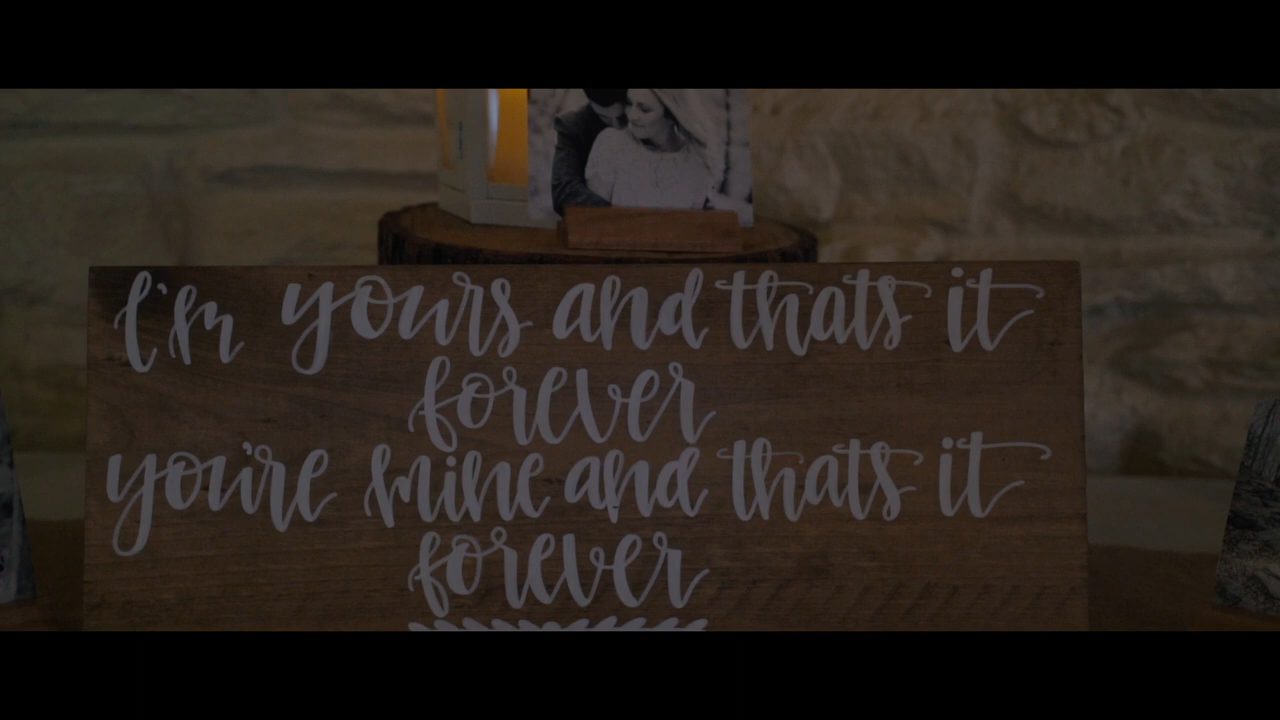 I'm yours and thats it
forever
you're mine and thats it
forever